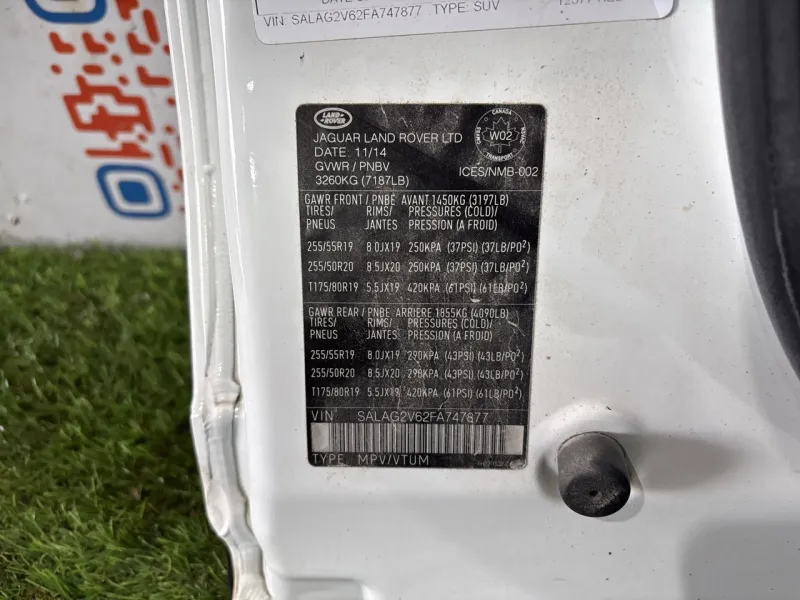 VIN: SALAG2V62FA747877 TYPE: SUV
LAND ROVER
JAGUAR LAND ROVER LTD
DATE: 11/14
GVWR / PNBV
3260KG (7187LB)
CANADA
W02
TRANSPORT
ICES/NMB-002
GAWR FRONT / PNBE AVANT 1450KG (3197LB)
TIRES/ RIMS/ PRESSURES (COLD)/
PNEUS JANTES PRESSION (A FROID)
255/55R19 8.0JX19 250KPA (37PSI) (37LB/PO²)
255/50R20 8.5JX20 250KPA (37PSI) (37LB/PO²)
T175/80R19 5.5JX19 420KPA (61PSI) (61LB/PO²)
GAWR REAR / PNBE ARRIERE 1855KG (4090LB)
TIRES/ RIMS/ PRESSURES (COLD)/
PNEUS JANTES PRESSION (A FROID)
255/55R19 8.0JX19 290KPA (43PSI) (43LB/PO²)
255/50R20 8.5JX20 290KPA (43PSI) (43LB/PO²)
T175/80R19 5.5JX19 420KPA (61PSI) (61LB/PO²)
VIN: SALAG2V62FA747877
TYPE: MPV/VTUM